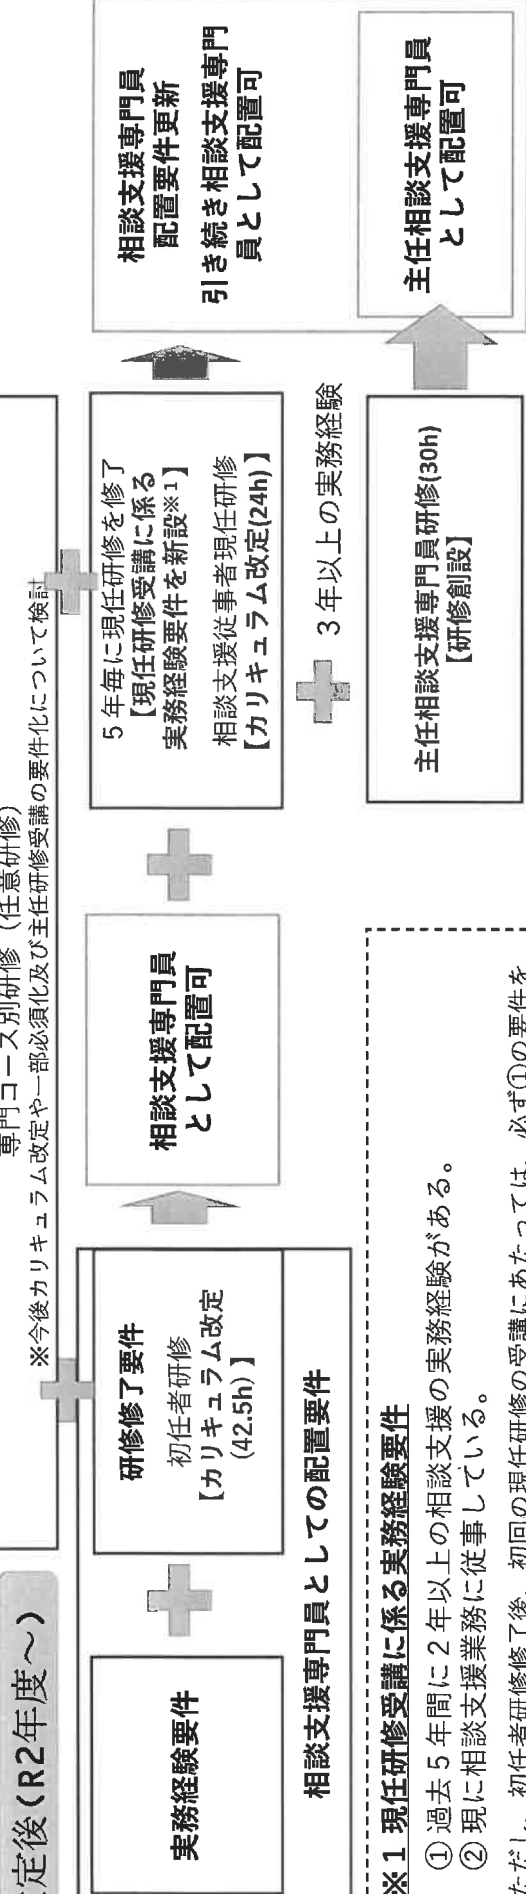 定後(R2年度～)
専門コース別研修(任意研修)
※今後カリキュラム改定や一部必須化及び主任研修受講の要件化について検討
実務経験要件
研修修了要件
初任者研修
【カリキュラム改定
(42.5h)】
相談支援専門員としての配置要件
相談支援専門員
として配置可
5年毎に現任研修を修了
【現任研修受講に係る
実務経験要件を新設※1】
相談支援従事者現任研修
【カリキュラム改定(24h)】
3年以上の実務経験
主任相談支援専門員研修(30h)
【研修創設】
相談支援専門員
配置要件更新
引き続き相談支援専門
員として配置可
主任相談支援専門員
として配置可
※1 現任研修受講に係る実務経験要件
①過去5年間に2年以上の相談支援の実務経験がある。
②現に相談支援業務に従事している。
ただし、初任者研修修了後、初回の現任研修の受講にあたっては、必ず①の要件を